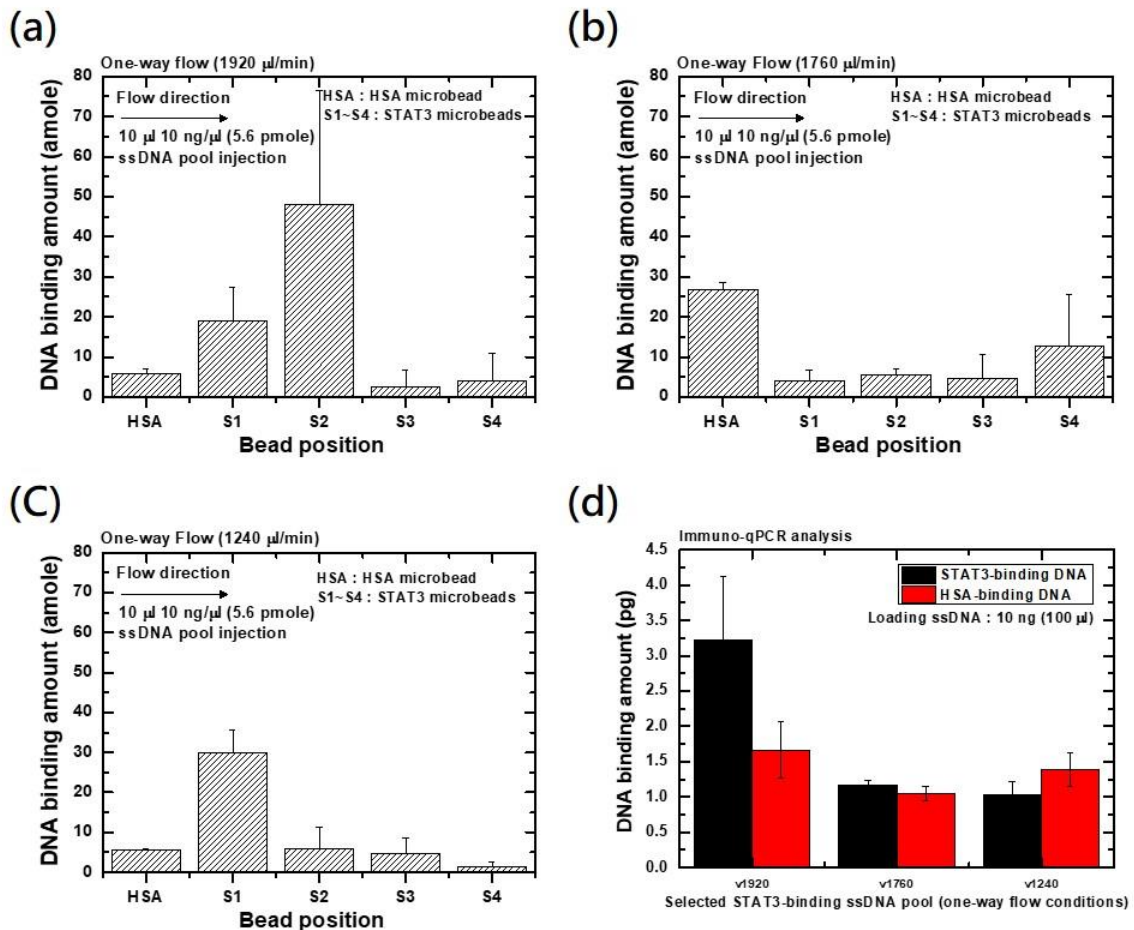 (a)
One-way flow (1920 µl/min)
Flow direction
10 µl 10 ng/µl (5.6 pmole)
ssDNA pool injection
HSA : HSA microbead
S1~S4 : STAT3 microbeads
DNA binding amount (amole)
80
70
60
50
40
30
20
10
0
HSA S1 S2 S3 S4
Bead position
(b)
One-way Flow (1760 µl/min)
Flow direction
10 µl 10 ng/µl (5.6 pmole)
ssDNA pool injection
HSA : HSA microbead
S1~S4 : STAT3 microbeads
DNA binding amount (amole)
80
70
60
50
40
30
20
10
0
HSA S1 S2 S3 S4
Bead position
(C)
One-way Flow (1240 µl/min)
Flow direction
10 µl 10 ng/µl (5.6 pmole)
ssDNA pool injection
HSA : HSA microbead
S1~S4 : STAT3 microbeads
DNA binding amount (amole)
80
70
60
50
40
30
20
10
0
HSA S1 S2 S3 S4
Bead position
(d)
Immuno-qPCR analysis
STAT3-binding DNA
HSA-binding DNA
Loading ssDNA : 10 ng (100 µl)
DNA binding amount (pg)
4.5
4.0
3.5
3.0
2.5
2.0
1.5
1.0
0.5
0.0
v1920 v1760 v1240
Selected STAT3-binding ssDNA pool (one-way flow conditions)